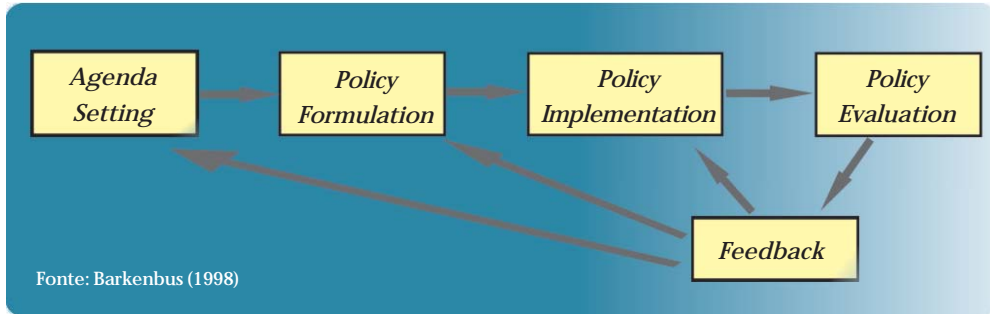 Agenda
Setting
Policy
Formulation
Policy
Implementation
Policy
Evaluation
Feedback
Fonte: Barkenbus (1998)